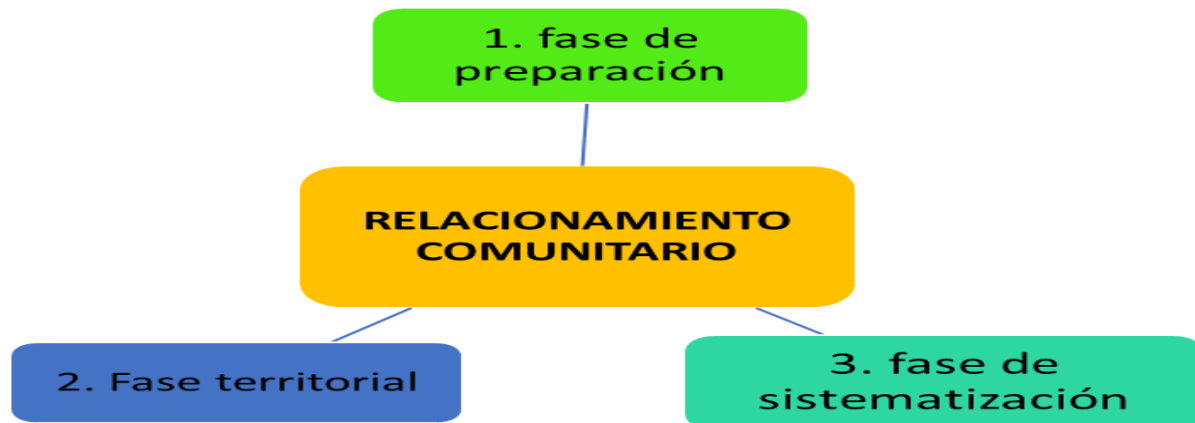 1. fase de
preparación
RELACIONAMIENTO
COMUNITARIO
2. Fase territorial
3. fase de
sistematización